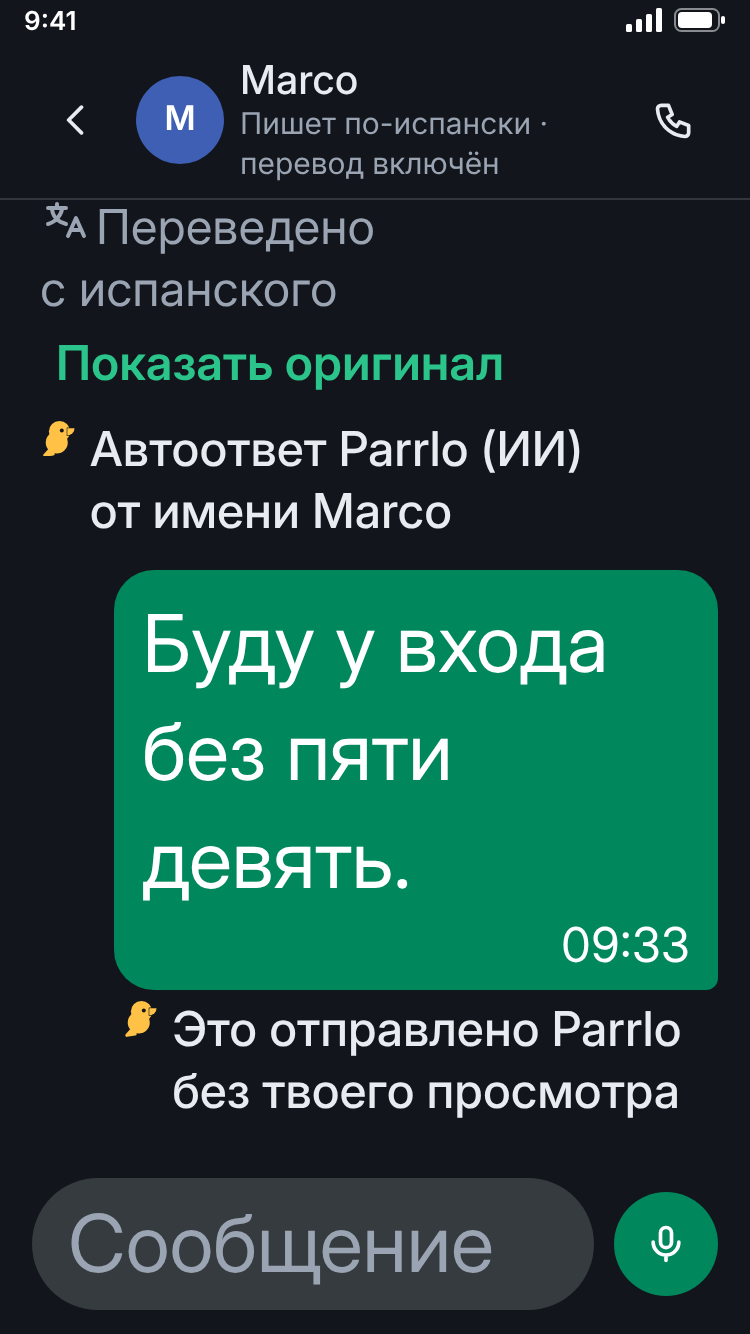 9:41
M
Marco
Пишет по-испански ·
перевод включён
Переведено
с испанского
Показать оригинал
Автоответ Parrlo (ИИ)
от имени Marco
Буду у входа
без пяти
девять.
09:33
Это отправлено Parrlo
без твоего просмотра
Сообщение